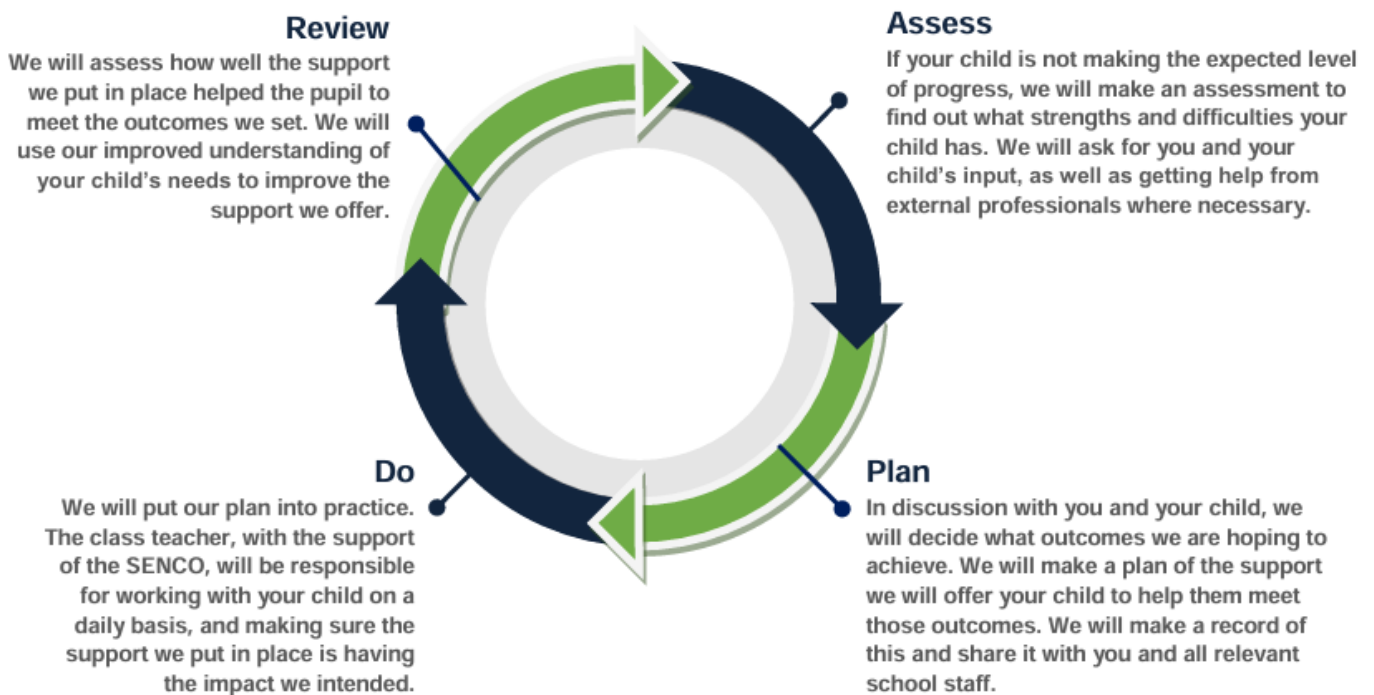 Review
We will assess how well the support
we put in place helped the pupil to
meet the outcomes we set. We will
use our improved understanding of
your child’s needs to improve the
support we offer.
Assess
If your child is not making the expected level
of progress, we will make an assessment to
find out what strengths and difficulties your
child has. We will ask for you and your
child’s input, as well as getting help from
external professionals where necessary.
Do
We will put our plan into practice.
The class teacher, with the support
of the SENCO, will be responsible
for working with your child on a
daily basis, and making sure the
support we put in place is having
the impact we intended.
Plan
In discussion with you and your child, we
will decide what outcomes we are hoping to
achieve. We will make a plan of the support
we will offer your child to help them meet
those outcomes. We will make a record of
this and share it with you and all relevant
school staff.